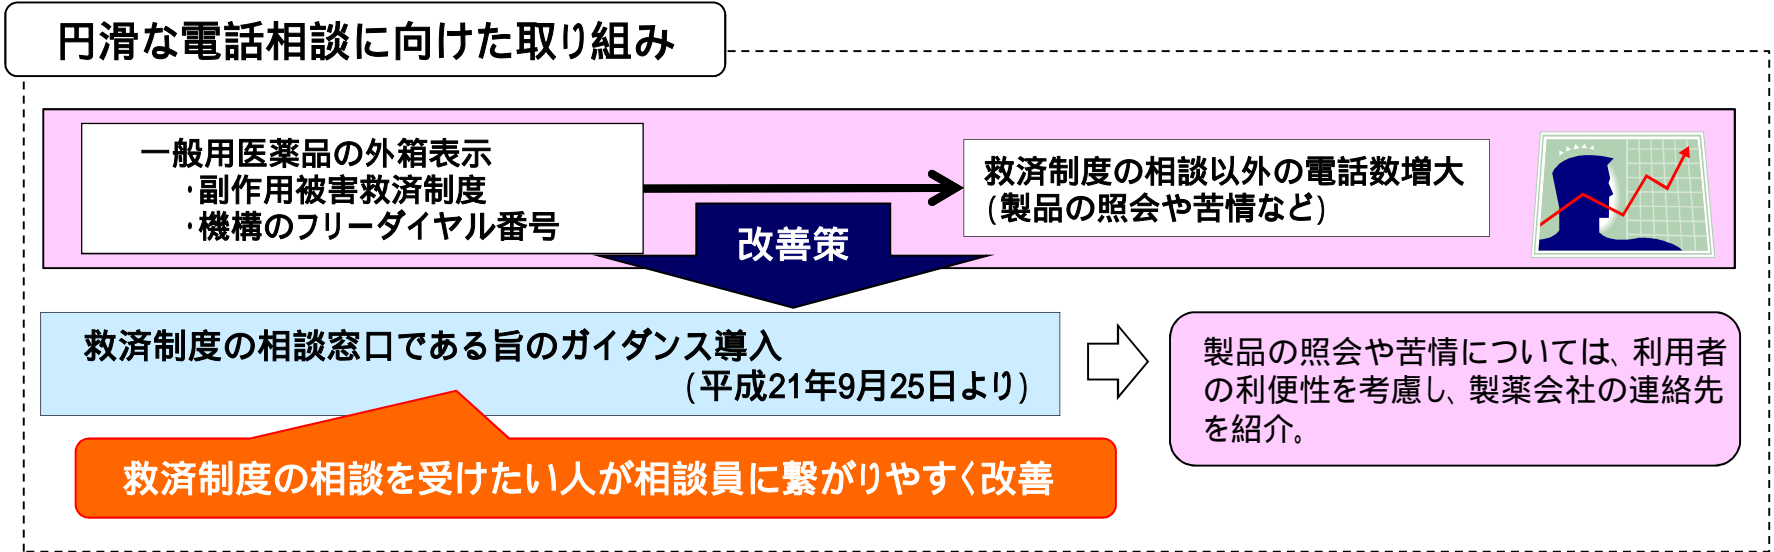 円滑な電話相談に向けた取り組み
一般用医薬品の外箱表示
・副作用被害救済制度
・機構のフリーダイヤル番号
救済制度の相談以外の電話数増大
(製品の照会や苦情など)
改善策
救済制度の相談窓口である旨のガイダンス導入
(平成21年9月25日より)
製品の照会や苦情については、利用者
の利便性を考慮し、製薬会社の連絡先
を紹介。
救済制度の相談を受けたい人が相談員に繋がりやすく改善